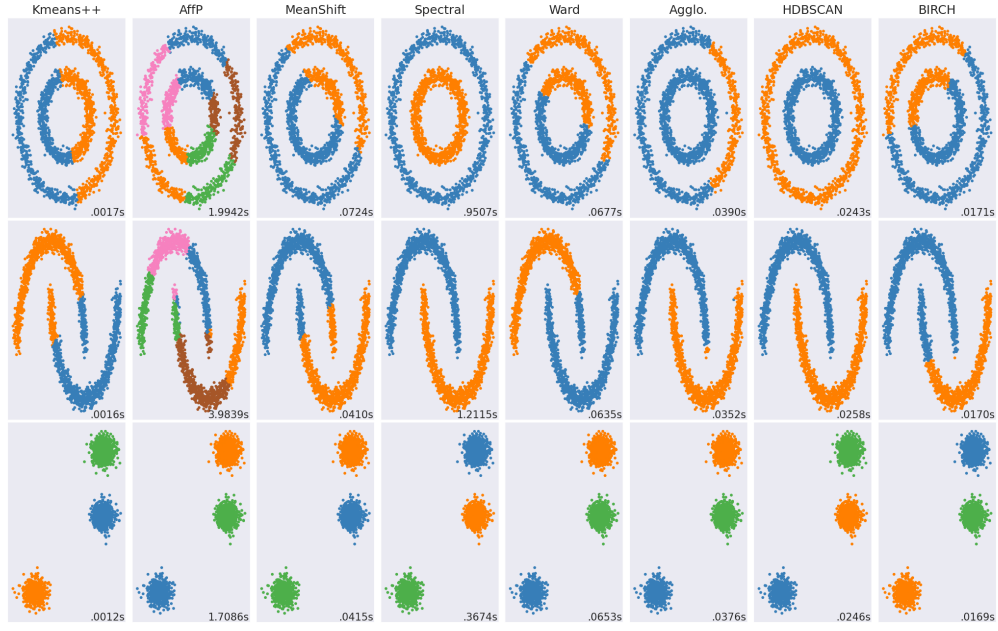 Kmeans++ AffP MeanShift Spectral Ward Agglo. HDBSCAN BIRCH
.0017s 1.9942s .0724s .9507s .0677s .0390s .0243s .0171s
.0016s 3.9839s .0410s 1.2115s .0635s .0352s .0258s .0170s
.0012s 1.7086s .0415s .3674s .0653s .0376s .0246s .0169s